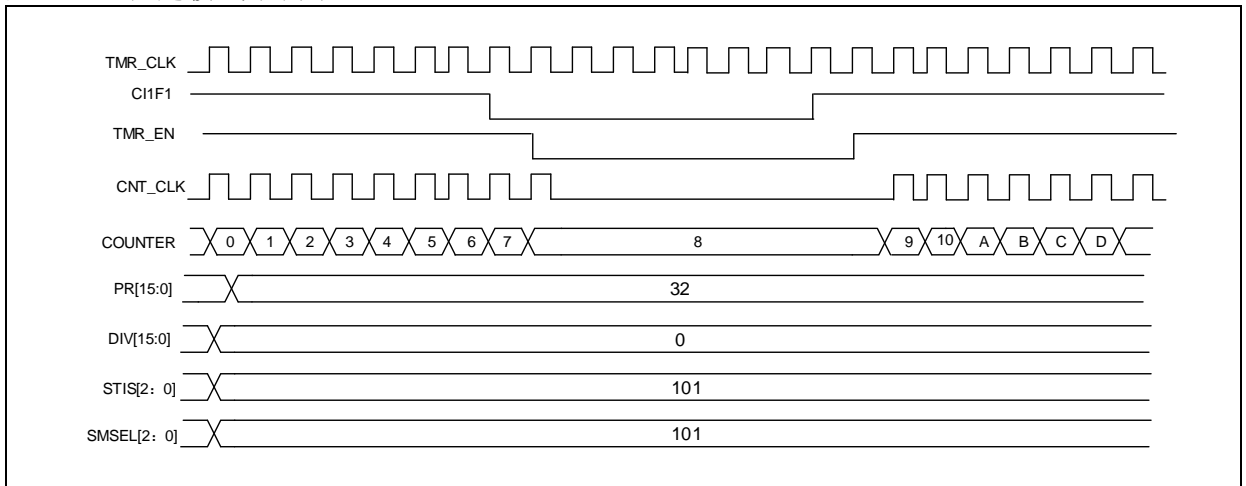 TMR_CLK
CI1F1
TMR_EN
CNT_CLK
COUNTER 0 1 2 3 4 5 6 7 8 9 10 A B C D
PR[15:0] 32
DIV[15:0] 0
STIS[2：0] 101
SMSEL[2：0] 101